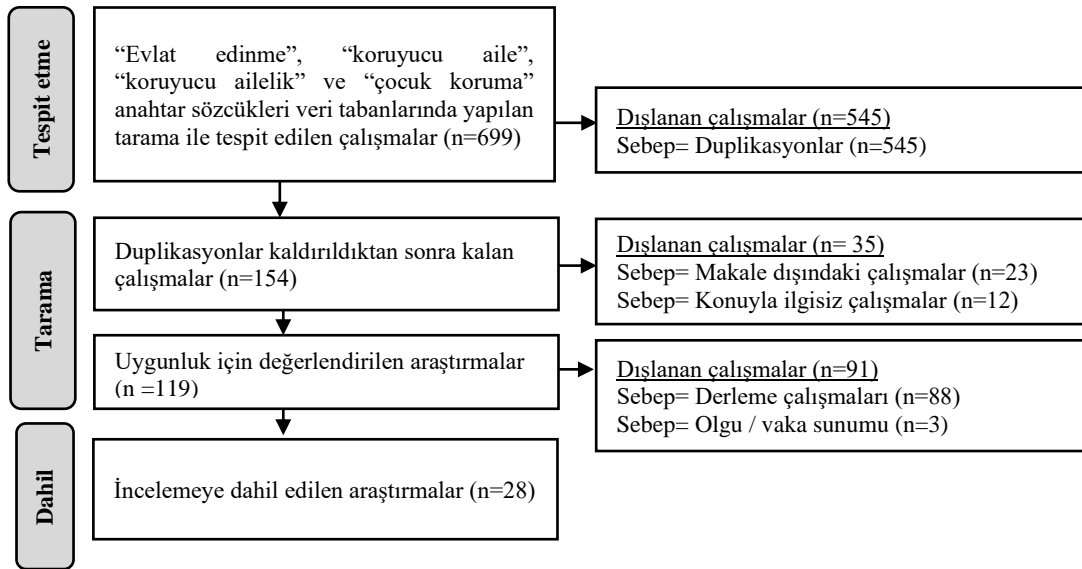 Tespit etme
“Evlat edinme”, “koruyucu aile”,
“koruyucu ailelik” ve “çocuk koruma”
anahtar sözcükleri veri tabanlarında yapılan
tarama ile tespit edilen çalışmalar (n=699)
Dışlanan çalışmalar (n=545)
Sebep= Duplikasyonlar (n=545)
Tarama
Duplikasyonlar kaldırıldıktan sonra kalan
çalışmalar (n=154)
Dışlanan çalışmalar (n= 35)
Sebep= Makale dışındaki çalışmalar (n=23)
Sebep= Konuyla ilgisiz çalışmalar (n=12)
Uygunluk için değerlendirilen araştırmalar
(n =119)
Dışlanan çalışmalar (n=91)
Sebep= Derleme çalışmaları (n=88)
Sebep= Olgu / vaka sunumu (n=3)
Dahil
İncelemeye dahil edilen araştırmalar (n=28)